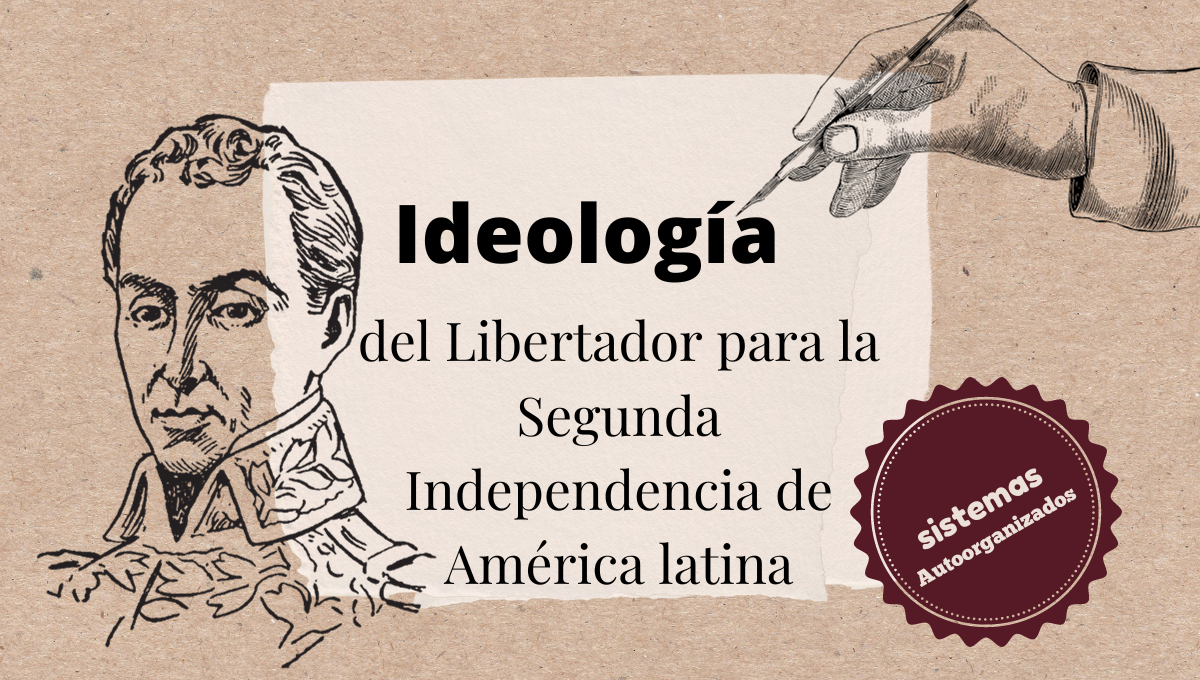 Ideología
del Libertador para la
Segunda
Independencia de
América latina
sistemas
Autoorganizados